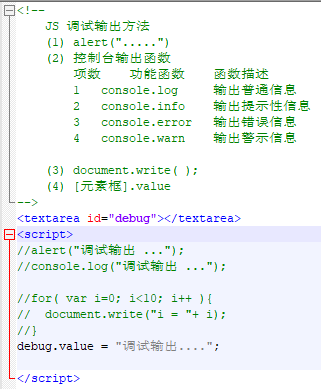 <!--
JS 调试输出方法
(1) alert(".....")
(2) 控制台输出函数
项数 功能函数 函数描述
1 console.log 输出普通信息
2 console.info 输出提示性信息
3 console.error 输出错误信息
4 console.warn 输出警示信息
(3) document.write( );
(4) [元素框].value
-->
<textarea id="debug"></textarea>
<script>
//alert("调试输出 ...");
//console.log("调试输出 ...");
//for( var i=0; i<10; i++ ){
// document.write("i = "+ i);
//}
debug.value = "调试输出....";
</script>